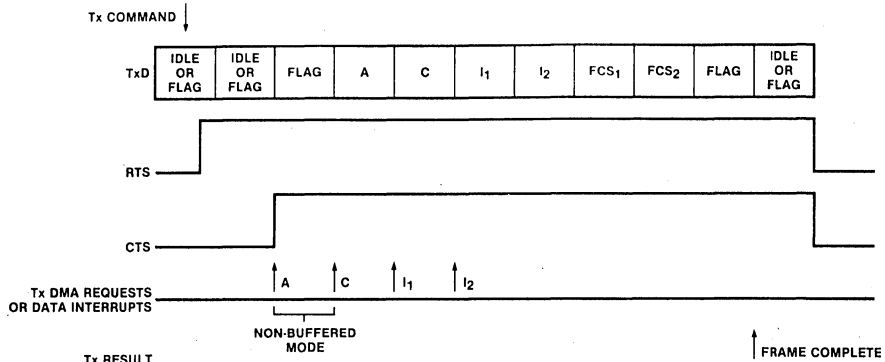 Tx COMMAND
TxD
IDLE OR FLAG
IDLE OR FLAG
FLAG
A
C
I1
I2
FCS1
FCS2
FLAG
IDLE OR FLAG
RTS
CTS
A
C
I1
I2
Tx DMA REQUESTS
OR DATA INTERRUPTS
NON-BUFFERED
MODE
Tx RESULT
FRAME COMPLETE